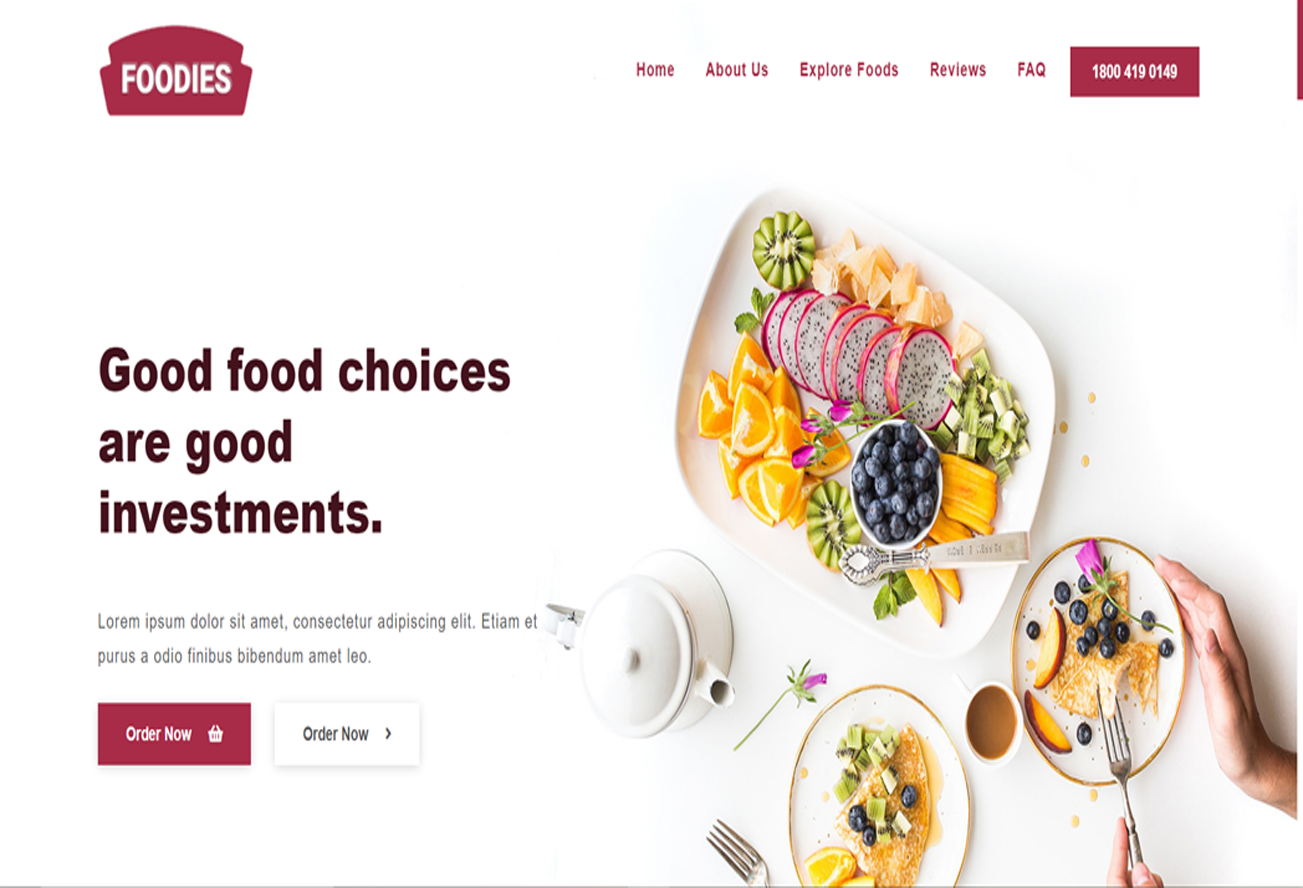 FOODIES
Home About Us Explore Foods Reviews FAQ 1800 419 0149
Good food choices
are good
investments.
Lorem ipsum dolor sit amet, consectetur adipiscing elit. Etiam et
purus a odio finibus bibendum amet leo.
Order Now Order Now